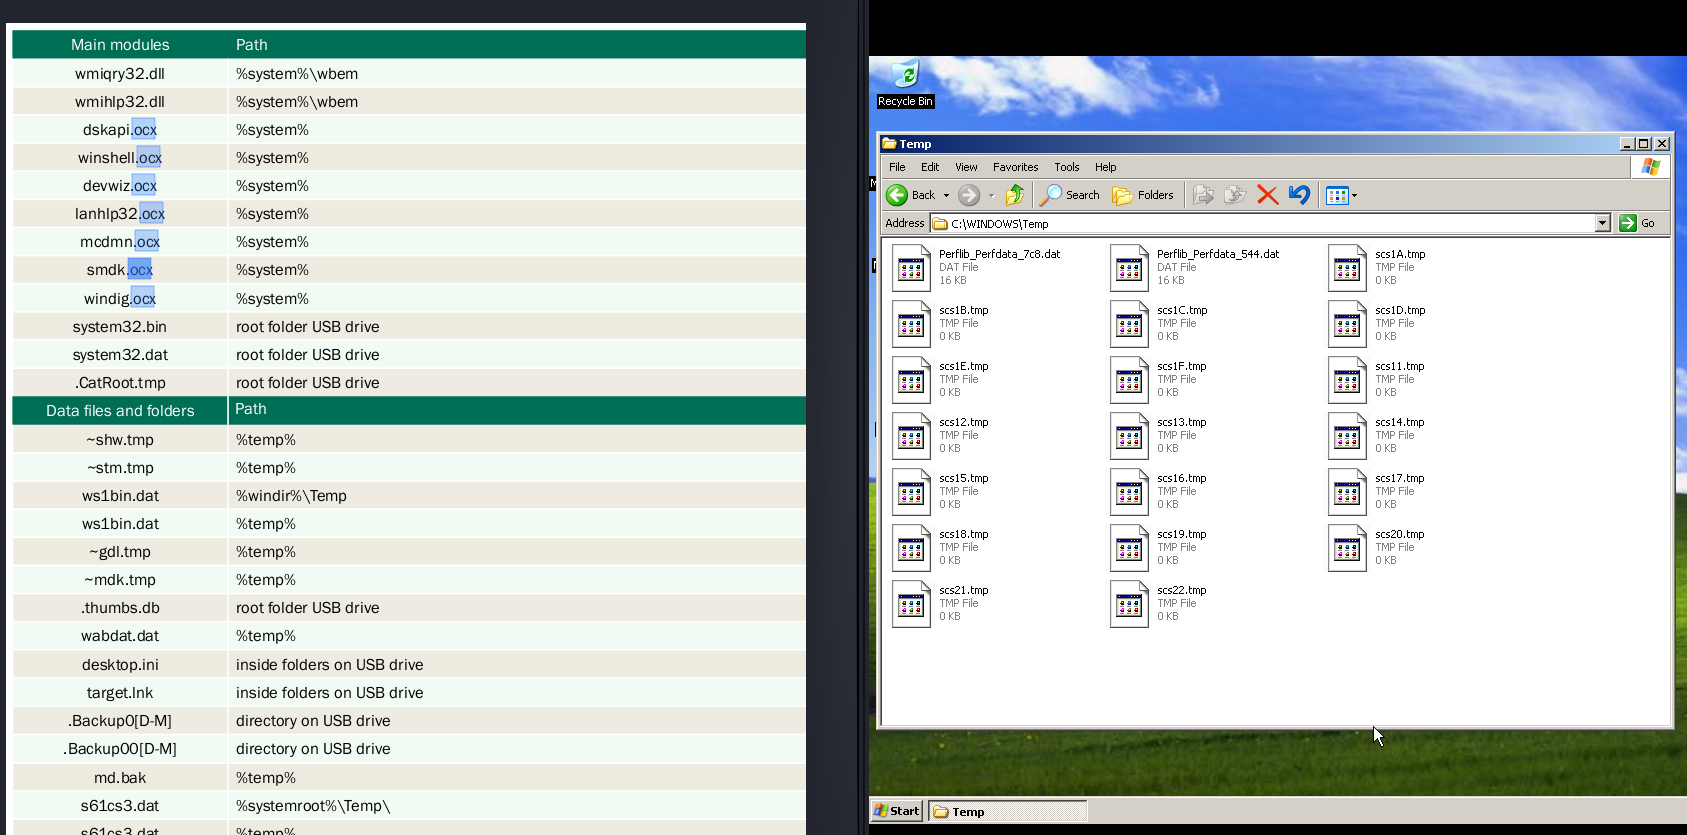 Main modules Path
wmiqry32.dll %system%\wbem
wmihlp32.dll %system%\wbem
dskapi.ocx %system%
winshell.ocx %system%
devwiz.ocx %system%
lanhlp32.ocx %system%
mcdmn.ocx %system%
smdk.ocx %system%
windig.ocx %system%
system32.bin root folder USB drive
system32.dat root folder USB drive
.CatRoot.tmp root folder USB drive
Data files and folders Path
~shw.tmp %temp%
~stm.tmp %temp%
ws1bin.dat %windir%\Temp
ws1bin.dat %temp%
~gdl.tmp %temp%
~mdk.tmp %temp%
.thumbs.db root folder USB drive
wabdat.dat %temp%
desktop.ini inside folders on USB drive
target.lnk inside folders on USB drive
.Backup0[D-M] directory on USB drive
.Backup00[D-M] directory on USB drive
md.bak %temp%
s61cs3.dat %systemroot%\Temp\
s61cs3.dat %temp%
Recycle Bin
Temp
File Edit View Favorites Tools Help
Back Search Folders
Address C:\WINDOWS\Temp Go
Perflib_Perfdata_7c8.dat Perflib_Perfdata_544.dat scs1A.tmp
DAT File DAT File TMP File
16 KB 16 KB 0 KB
scs1B.tmp scs1C.tmp scs1D.tmp
TMP File TMP File TMP File
0 KB 0 KB 0 KB
scs1E.tmp scs1F.tmp scs11.tmp
TMP File TMP File TMP File
0 KB 0 KB 0 KB
scs12.tmp scs13.tmp scs14.tmp
TMP File TMP File TMP File
0 KB 0 KB 0 KB
scs15.tmp scs16.tmp scs17.tmp
TMP File TMP File TMP File
0 KB 0 KB 0 KB
scs18.tmp scs19.tmp scs20.tmp
TMP File TMP File TMP File
0 KB 0 KB 0 KB
scs21.tmp scs22.tmp
TMP File TMP File
0 KB 0 KB
Start Temp